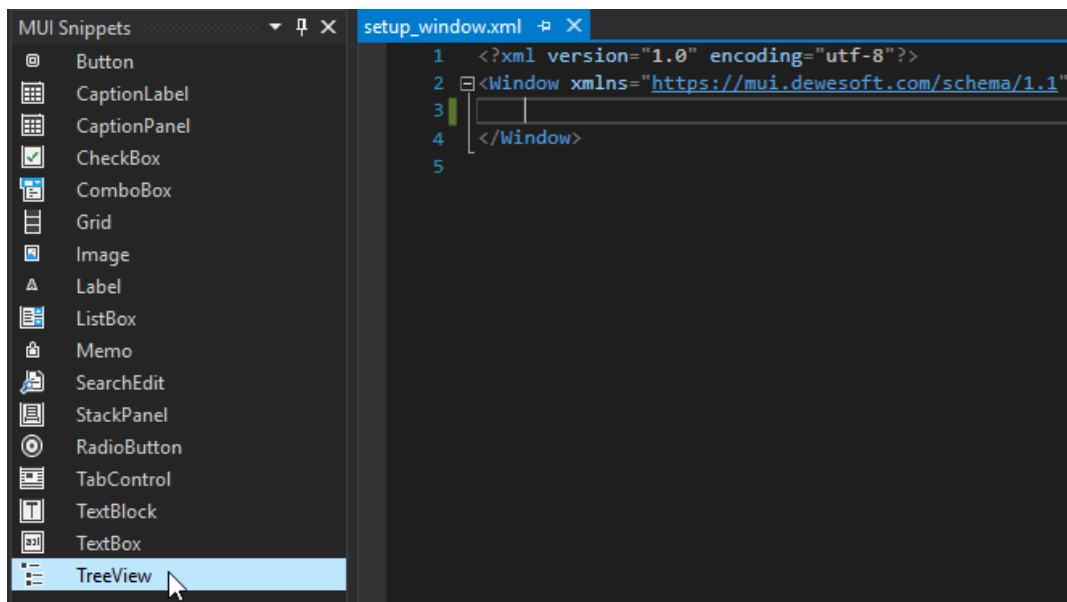 MUI Snippets
Button
CaptionLabel
CaptionPanel
CheckBox
ComboBox
Grid
Image
Label
ListBox
Memo
SearchEdit
StackPanel
RadioButton
TabControl
TextBlock
TextBox
TreeView
setup_window.xml
1 <?xml version="1.0" encoding="utf-8"?>
2 <Window xmlns="https://mui.dewesoft.com/schema/1.1"
3
4 </Window>
5